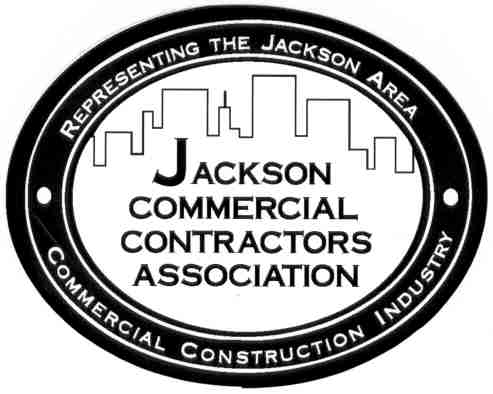 Representing the Jackson Area
Jackson
Commercial
Contractors
Association
Commercial Construction Industry